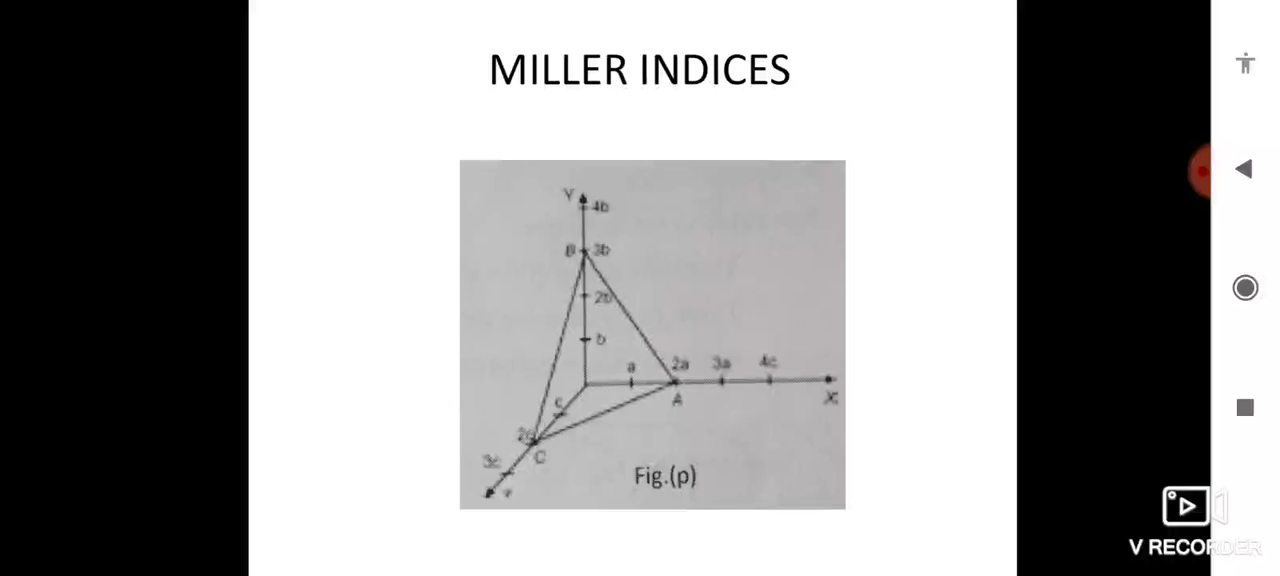 MILLER INDICES
Y
4b
B 3b
2b
b
a 2a 3a 4c
A X
c
2c
C
3c
Fig.(p)
V RECORDER